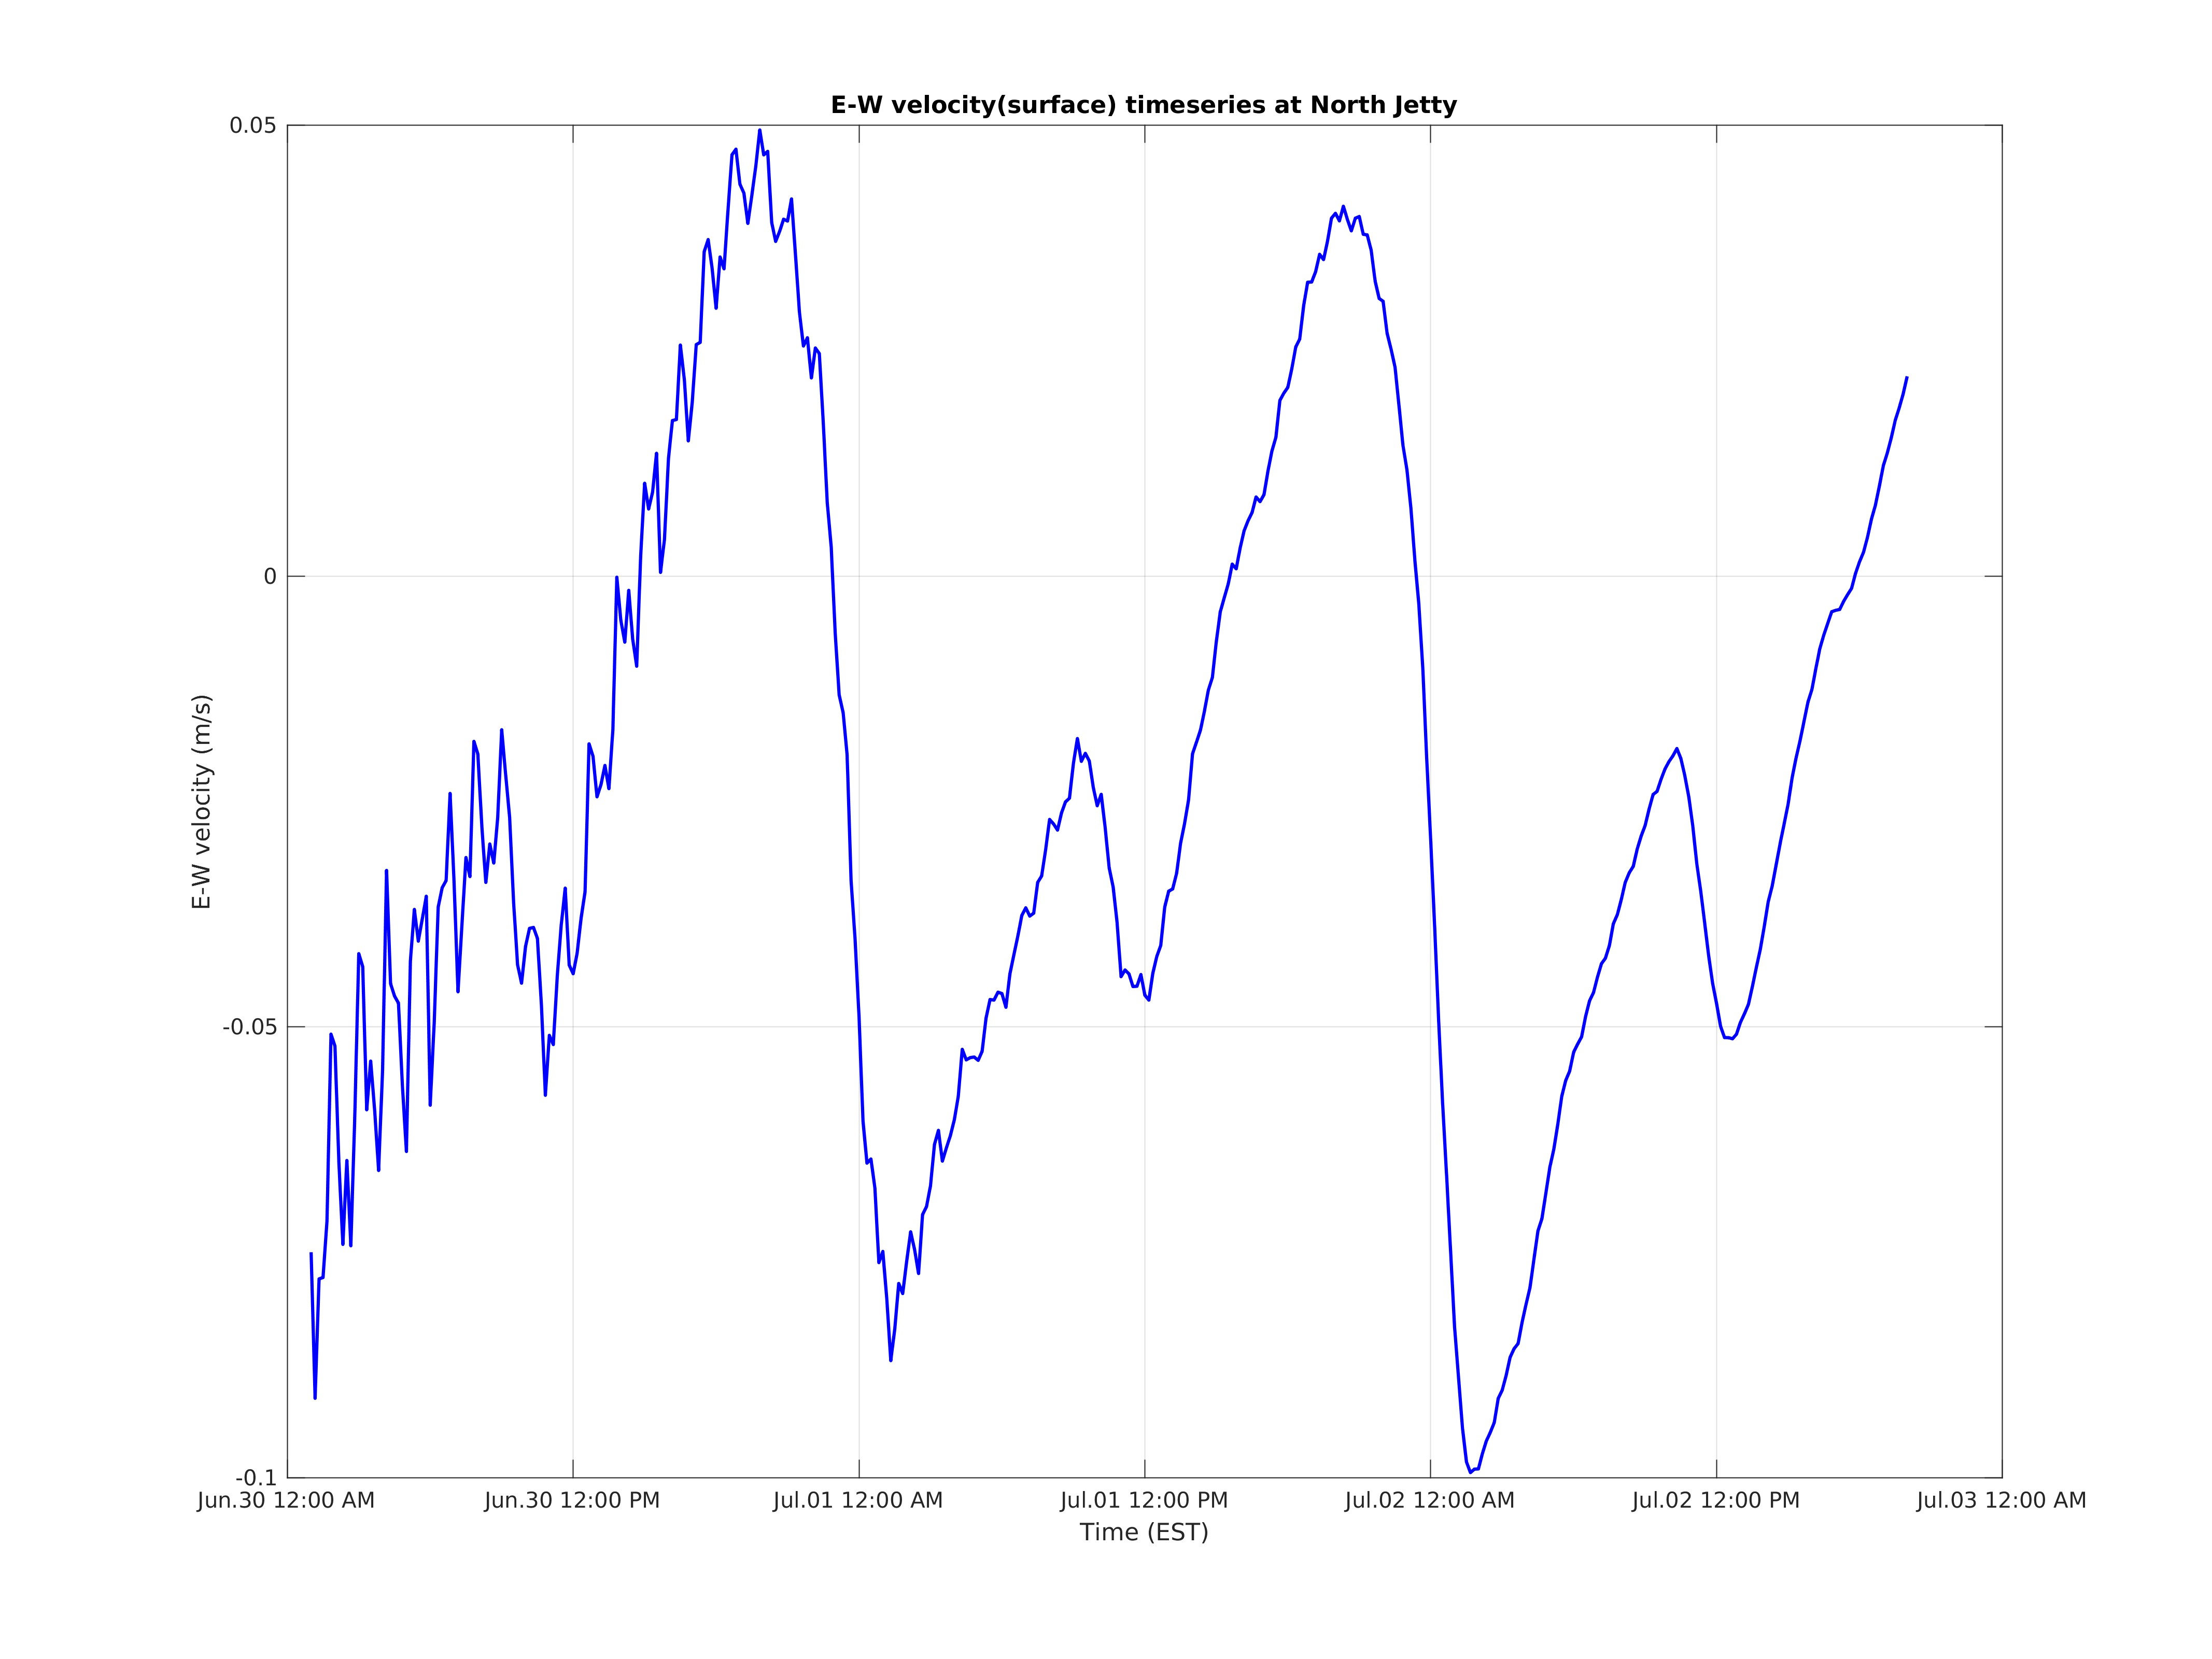 E-W velocity(surface) timeseries at North Jetty
0.05
0
-0.05
-0.1
E-W velocity (m/s)
Jun.30 12:00 AM Jun.30 12:00 PM Jul.01 12:00 AM Jul.01 12:00 PM Jul.02 12:00 AM Jul.02 12:00 PM Jul.03 12:00 AM
Time (EST)